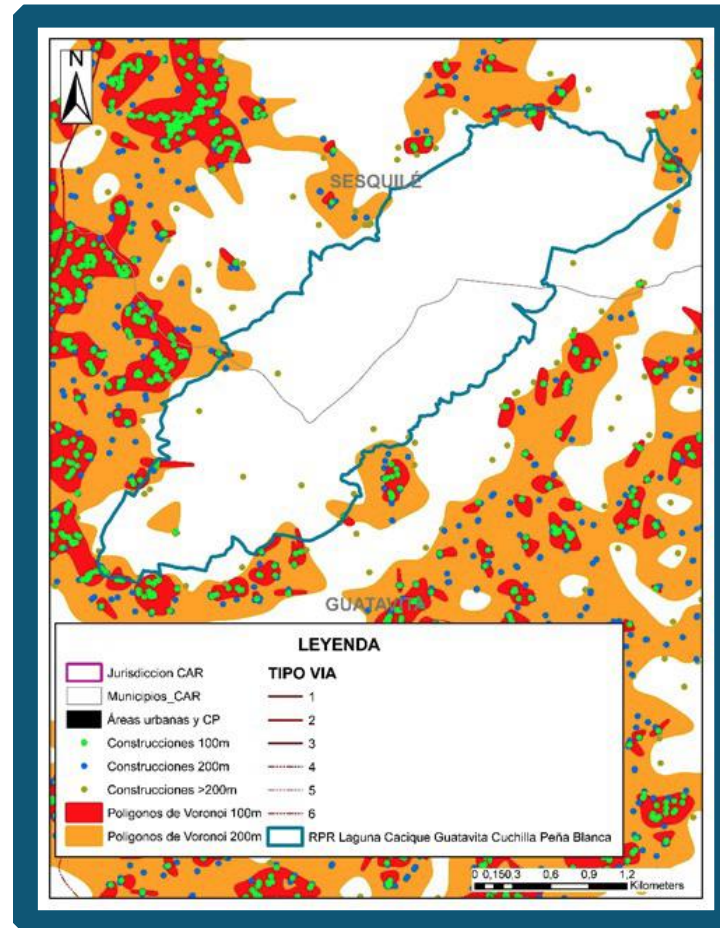 N
SESQUILÉ
GUATAVITA
LEYENDA
Jurisdiccion CAR
Municipios_CAR
Áreas urbanas y CP
Construcciones 100m
Construcciones 200m
Construcciones >200m
Poligonos de Voronoi 100m
Poligonos de Voronoi 200m
TIPO VIA
1
2
3
4
5
6
RPR Laguna Cacique Guatavita Cuchilla Peña Blanca
0 0,150,3 0,6 0,9 1,2
Kilometers